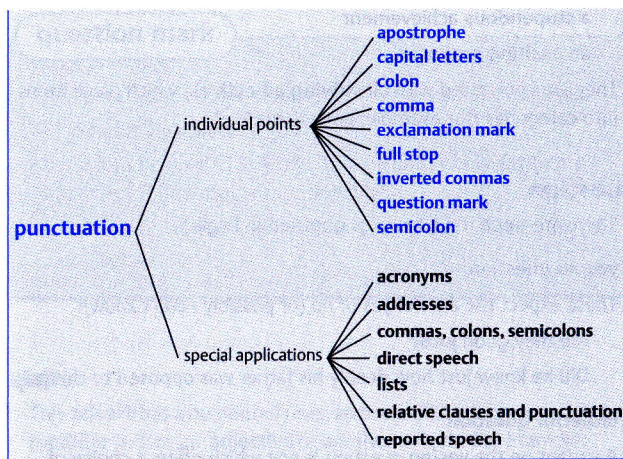 apostrophe
capital letters
colon
comma
individual points
exclamation mark
full stop
inverted commas
question mark
punctuation
semicolon
acronyms
addresses
commas, colons, semicolons
special applications
direct speech
lists
relative clauses and punctuation
reported speech